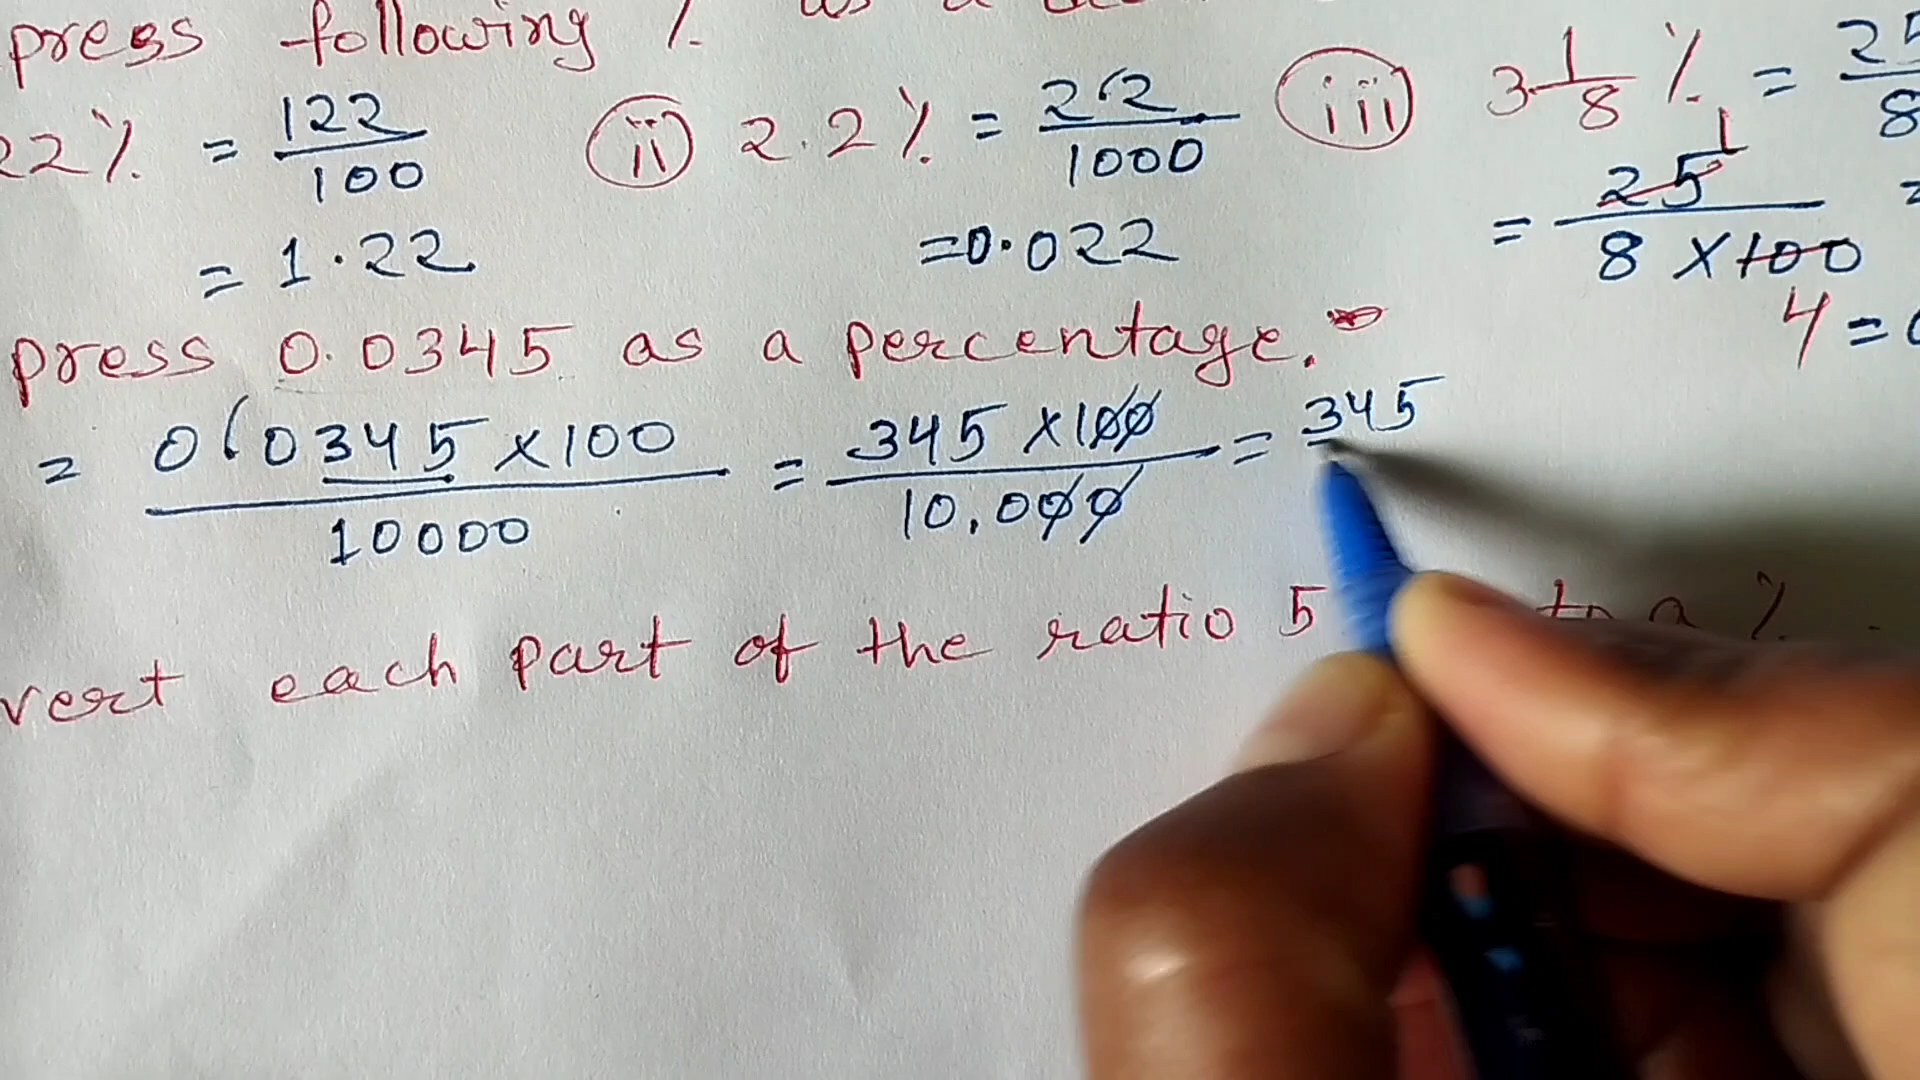 press following %
22% = 122/100 (ii) 2.2% = 22/1000 (iii) 3 1/8 % = 25/8
= 1.22 = 0.022 = 25/8×100 1 4 =
press 0.0345 as a percentage.
= 0.0345×100/10000 = 345×100/10,000 = 345
vert each part of the ratio 5 to a %